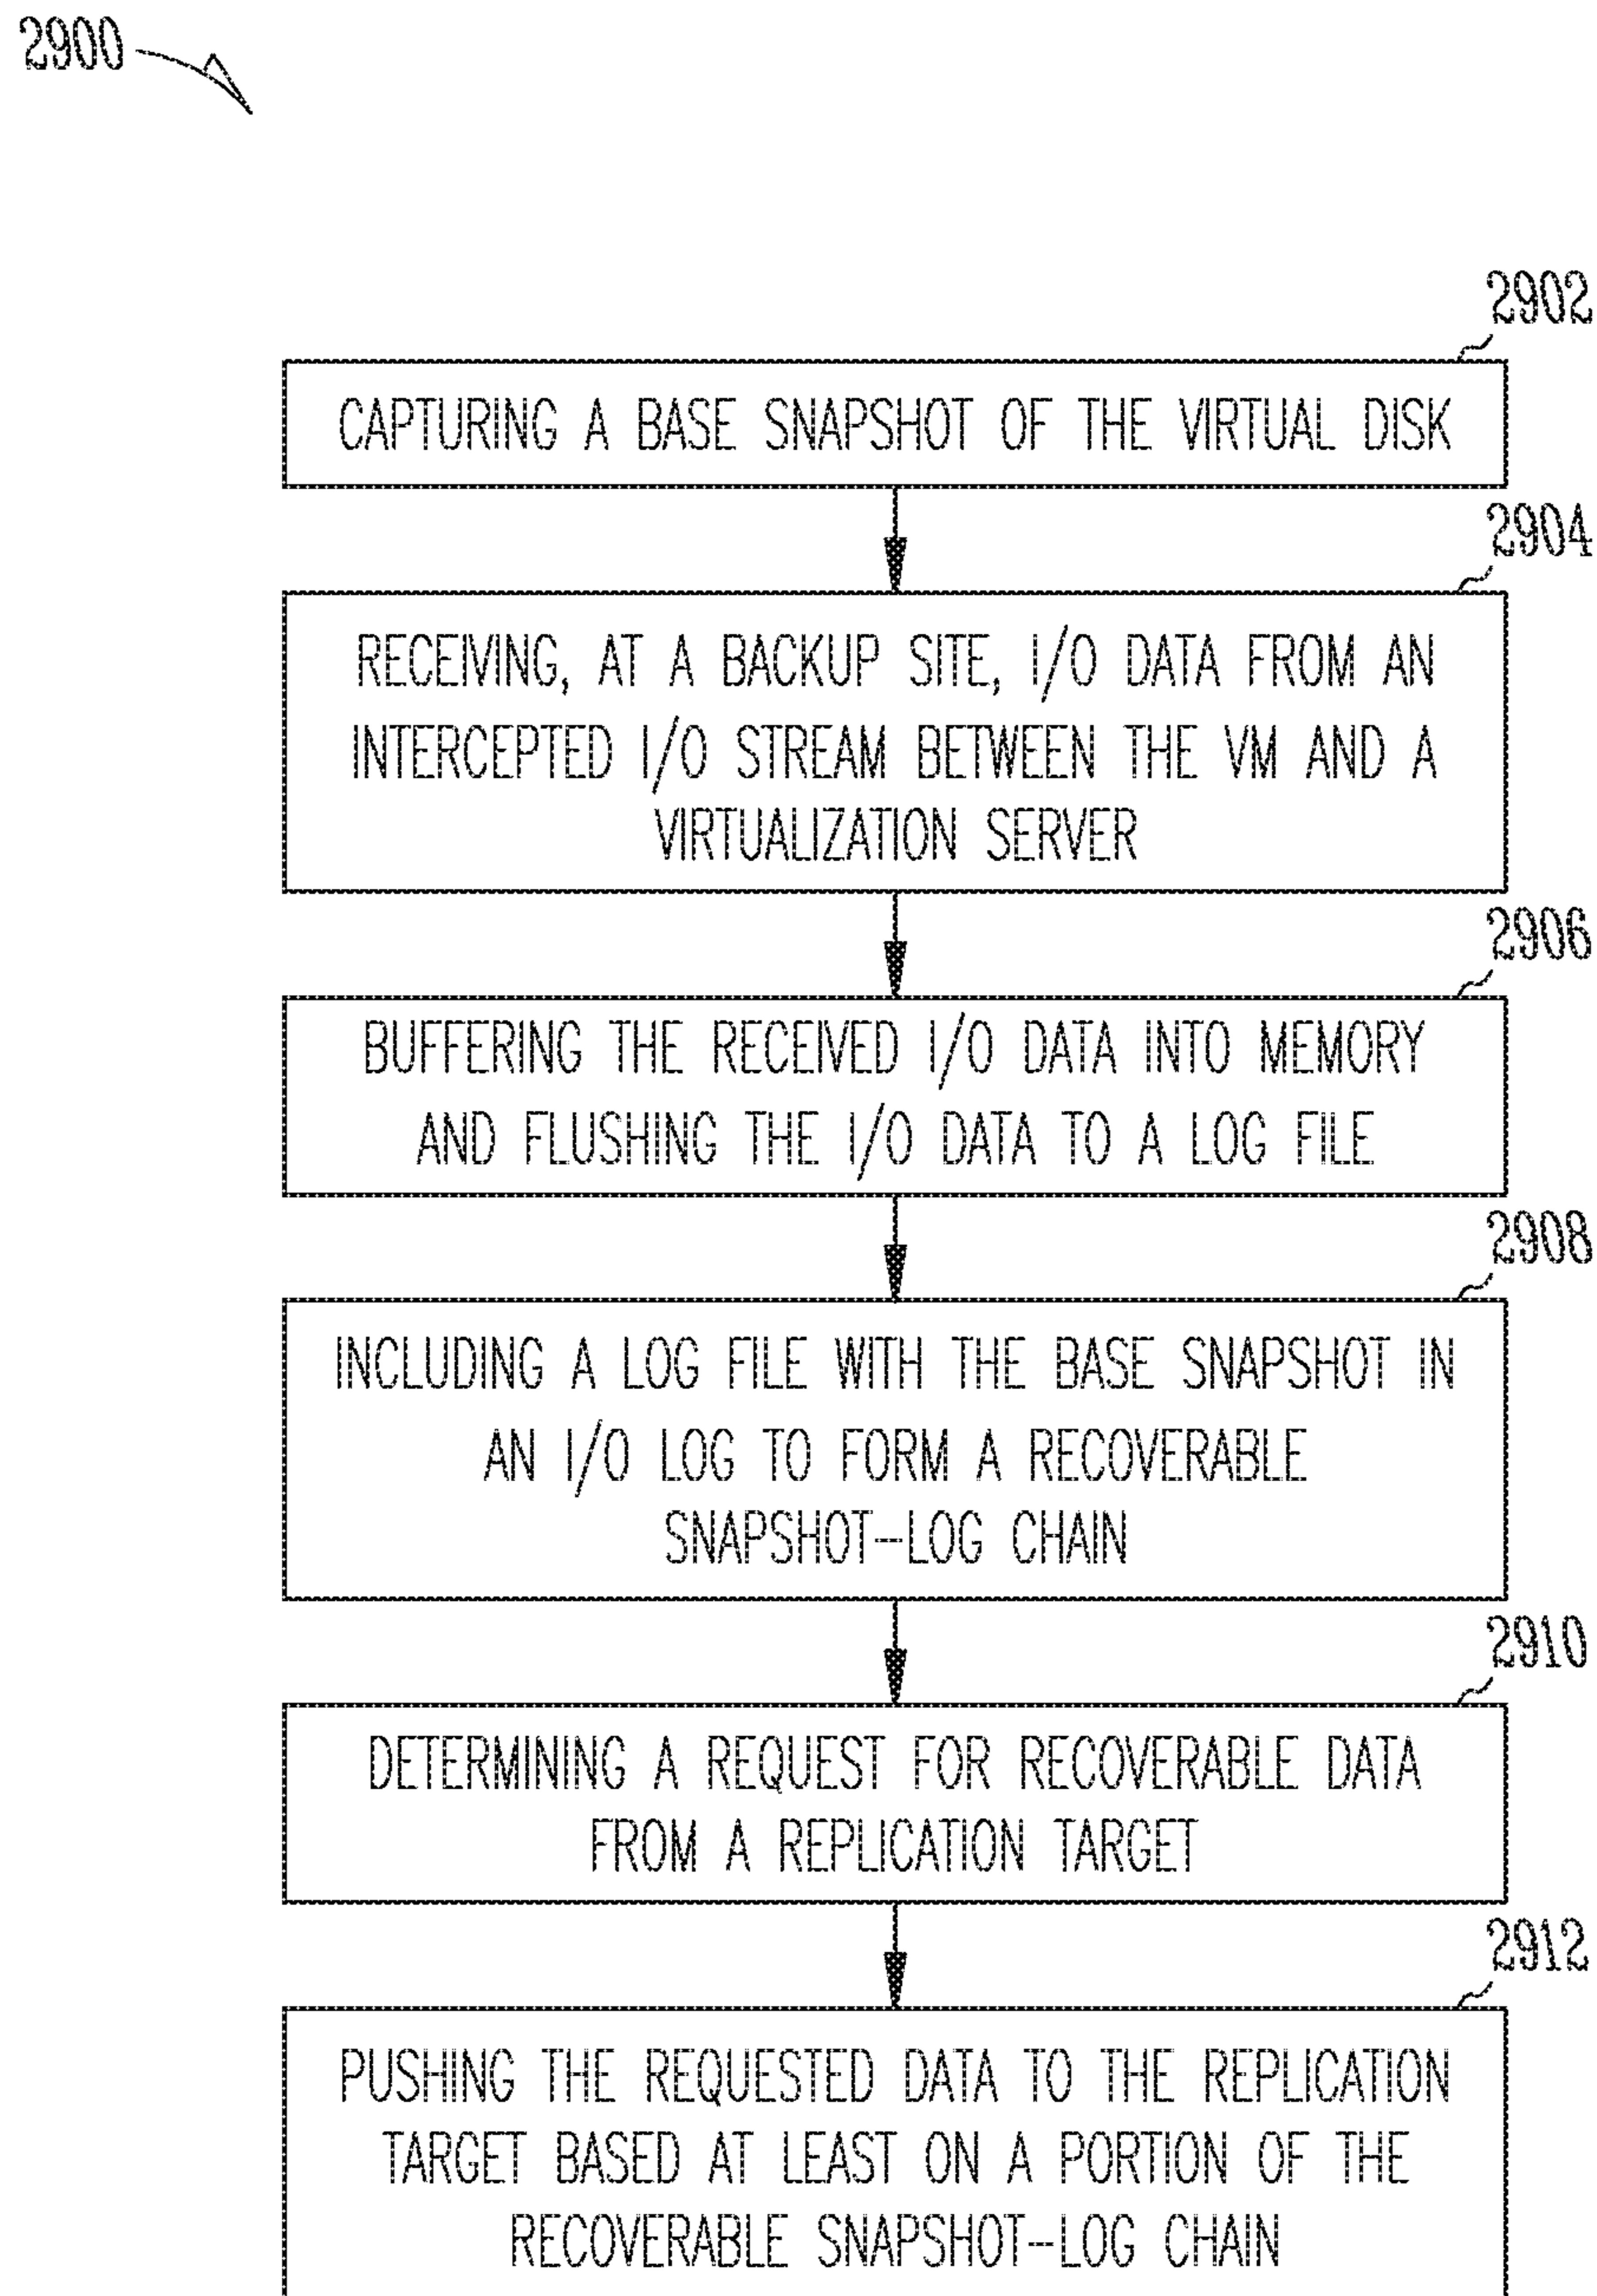 2900
2902
CAPTURING A BASE SNAPSHOT OF THE VIRTUAL DISK
2904
RECEIVING, AT A BACKUP SITE, I/O DATA FROM AN
INTERCEPTED I/O STREAM BETWEEN THE VM AND A
VIRTUALIZATION SERVER
2906
BUFFERING THE RECEIVED I/O DATA INTO MEMORY
AND FLUSHING THE I/O DATA TO A LOG FILE
2908
INCLUDING A LOG FILE WITH THE BASE SNAPSHOT IN
AN I/O LOG TO FORM A RECOVERABLE
SNAPSHOT--LOG CHAIN
2910
DETERMINING A REQUEST FOR RECOVERABLE DATA
FROM A REPLICATION TARGET
2912
PUSHING THE REQUESTED DATA TO THE REPLICATION
TARGET BASED AT LEAST ON A PORTION OF THE
RECOVERABLE SNAPSHOT--LOG CHAIN